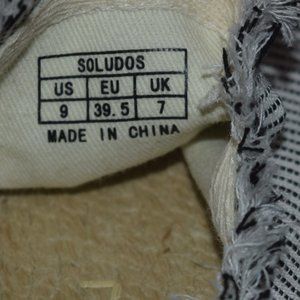 SOLUDOS
US EU UK
9 39.5 7
MADE IN CHINA